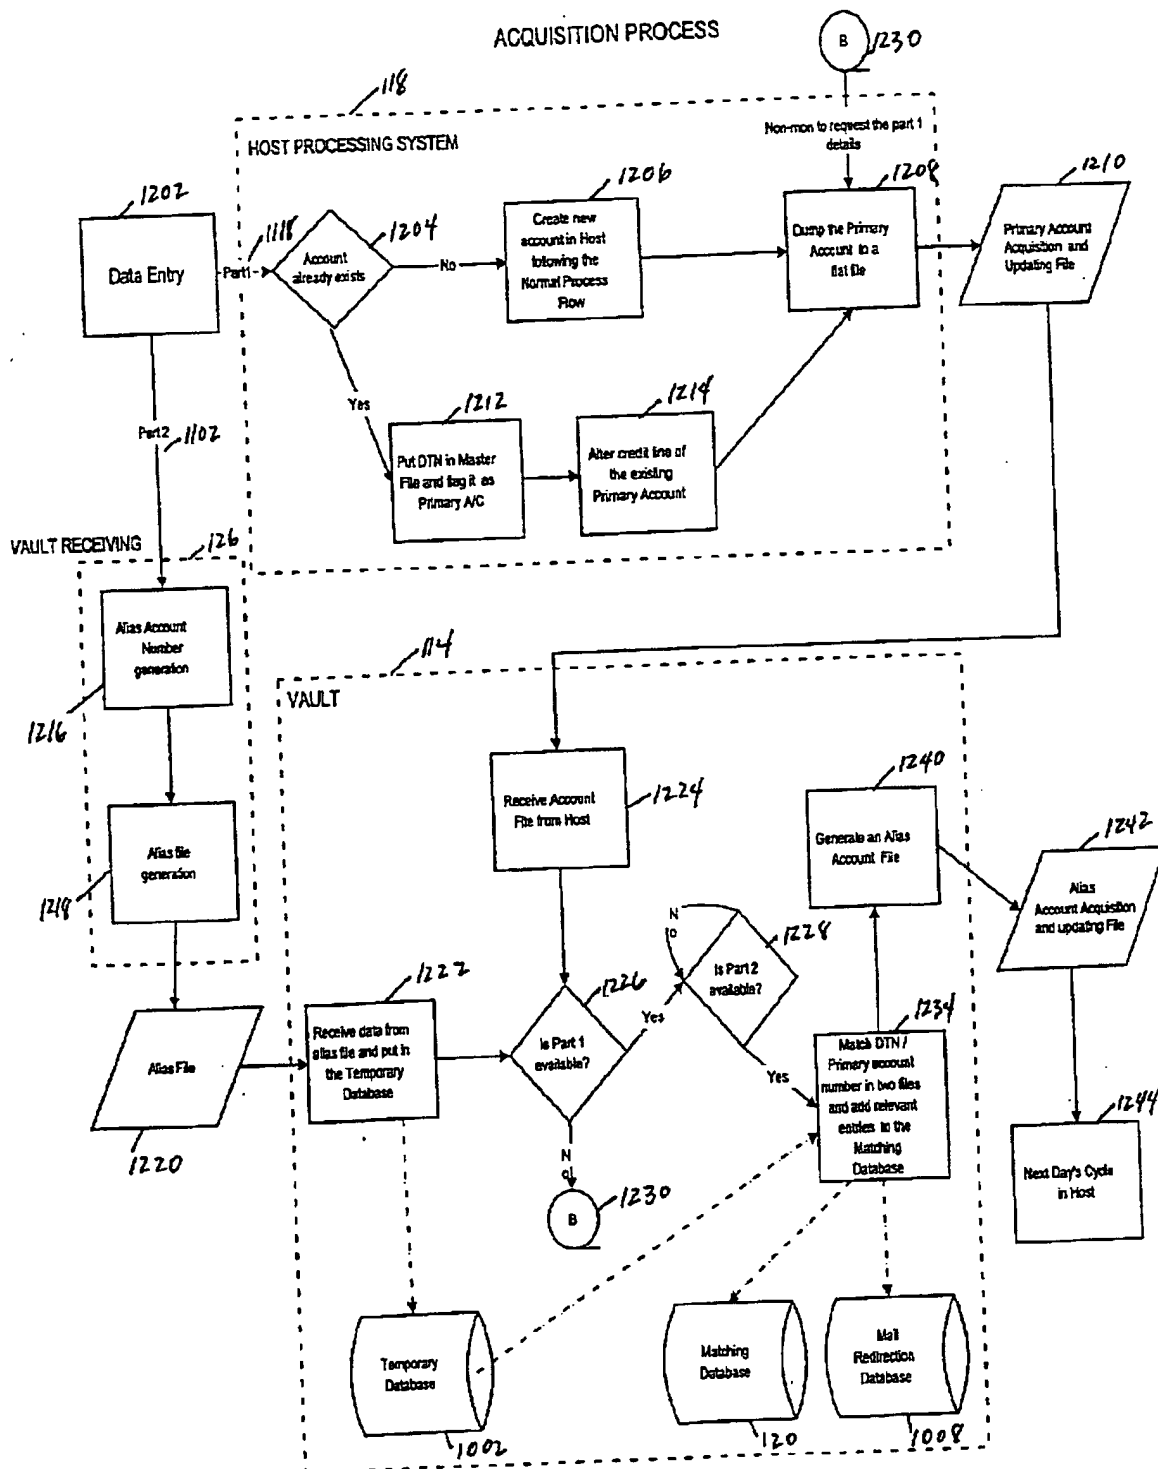 ACQUISITION PROCESS
B
1230
118
HOST PROCESSING SYSTEM
Non-mon to request the part 1
details
1202
Data Entry
1118
Part1
1204
Account
already exists
No
1206
Create new
account in Host
following the
Normal Process
Flow
1208
Dump the Primary
Account to a
flat file
1210
Primary Account
Acquisition and
Updating File
Yes
1212
Put DTN in Master
File and flag it as
Primary A/C
1214
Alter credit line of
the existing
Primary Account
Part2
1102
VAULT RECEIVING
126
Alias Account
Number
generation
1216
Alias file
generation
1218
Alias File
1220
114
VAULT
Receive Account
File from Host
1224
1222
Receive data from
alias file and put in
the Temporary
Database
1226
Is Part 1
available?
Yes
N
o
B
1230
N
o
1228
Is Part 2
available?
Yes
1234
Match DTN /
Primary account
number in two files
and add relevant
entries to the
Matching
Database
1240
Generate an Alias
Account File
1242
Alias
Account Acquisition
and updating File
1244
Next Day's Cycle
in Host
Temporary
Database
1002
Matching
Database
120
Mail
Redirection
Database
1008